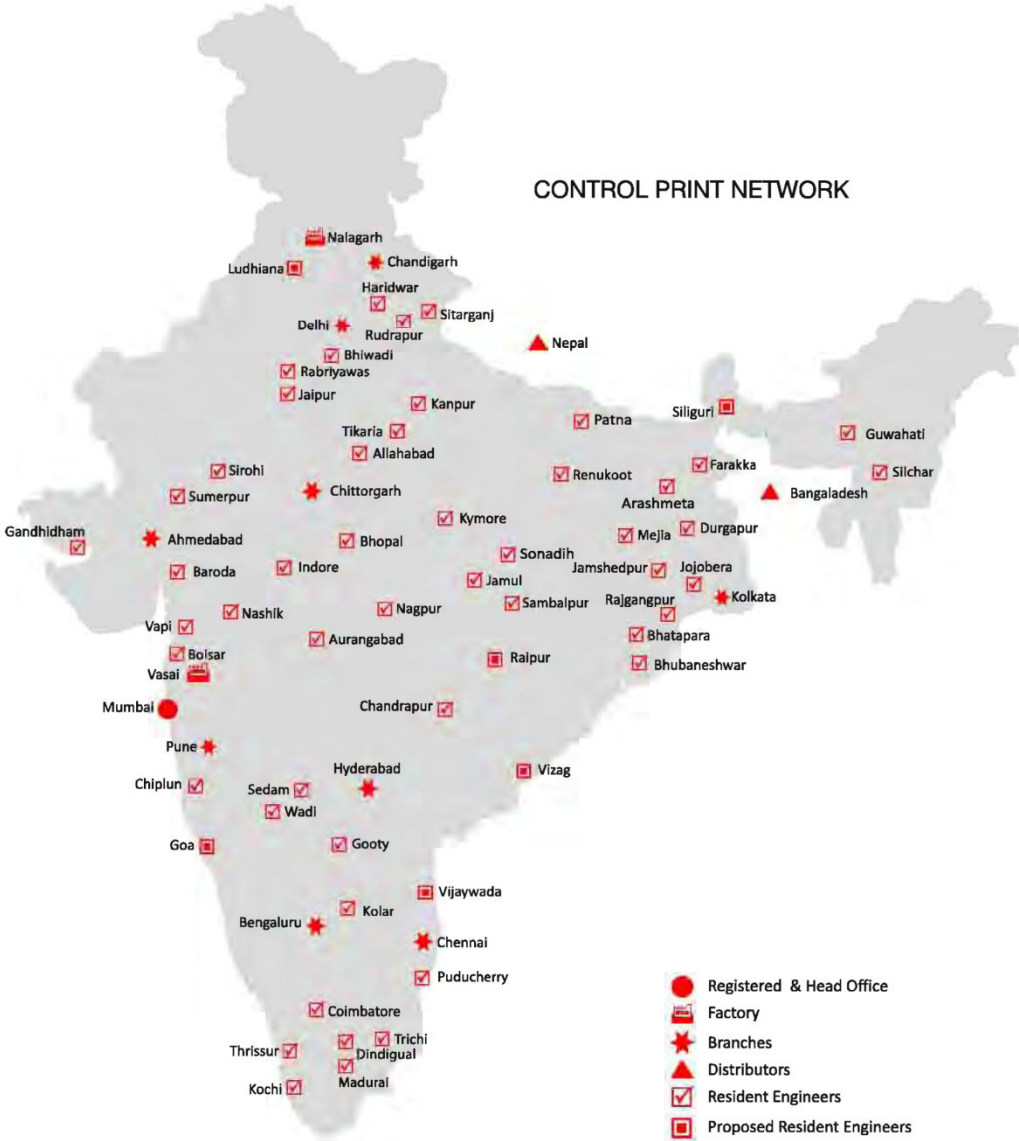 CONTROL PRINT NETWORK
Nalagarh
Ludhiana
Chandigarh
Haridwar
Sitarganj
Delhi
Rudrapur
Nepal
Bhiwadi
Rabriyawas
Jaipur
Kanpur
Siliguri
Patna
Tikaria
Guwahati
Allahabad
Farakka
Sirohi
Renukoot
Silchar
Chittorgarh
Sumerpur
Arashmeta
Bangaladesh
Kymore
Gandhidham
Durgapur
Mejia
Ahmedabad
Bhopal
Sonadih
Baroda
Indore
Jamshedpur
Jojobera
Jamul
Kolkata
Sambalpur
Rajgangpur
Nashik
Nagpur
Vapi
Aurangabad
Bhatapara
Boisar
Raipur
Bhubaneshwar
Vasai
Mumbai
Chandrapur
Pune
Hyderabad
Vizag
Chiplun
Sedam
Wadi
Goa
Gooty
Vijaywada
Kolar
Bengaluru
Chennai
Puducherry
Coimbatore
Trichi
Thrissur
Dindigual
Madurai
Kochi
Registered & Head Office
Factory
Branches
Distributors
Resident Engineers
Proposed Resident Engineers